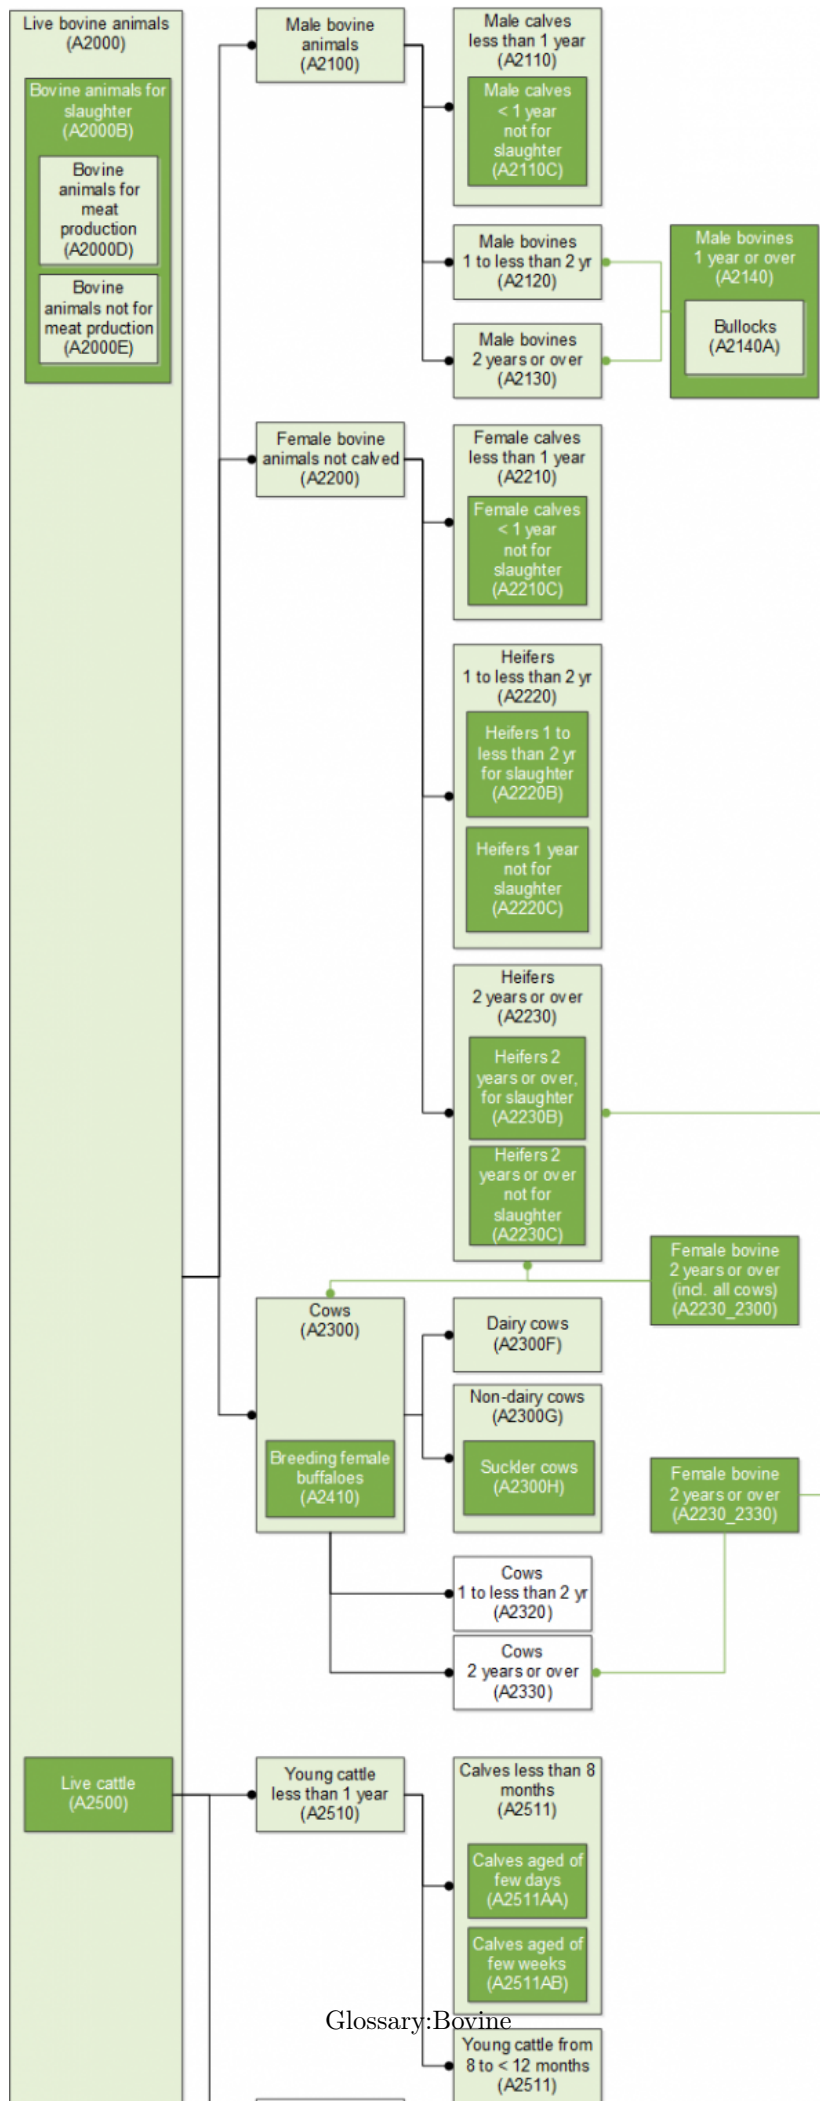 Live bovine animals
(A2000)
Bovine animals for
slaughter
(A2000B)
Bovine
animals for
meat
production
(A2000D)
Bovine
animals not for
meat prduction
(A2000E)
Male bovine
animals
(A2100)
Male calves
less than 1 year
(A2110)
Male calves
< 1 year
not for
slaughter
(A2110C)
Male bovines
1 to less than 2 yr
(A2120)
Male bovines
2 years or over
(A2130)
Male bovines
1 year or over
(A2140)
Bullocks
(A2140A)
Female bovine
animals not calved
(A2200)
Female calves
less than 1 year
(A2210)
Female calves
< 1 year
not for
slaughter
(A2210C)
Heifers
1 to less than 2 yr
(A2220)
Heifers 1 to
less than 2 yr
for slaughter
(A2220B)
Heifers 1 year
not for
slaughter
(A2220C)
Heifers
2 years or over
(A2230)
Heifers 2
years or over,
for slaughter
(A2230B)
Heifers 2
years or over
not for
slaughter
(A2230C)
Female bovine
2 years or over
(incl. all cows)
(A2230_2300)
Cows
(A2300)
Breeding female
buffaloes
(A2410)
Dairy cows
(A2300F)
Non-dairy cows
(A2300G)
Suckler cows
(A2300H)
Female bovine
2 years or over
(A2230_2330)
Cows
1 to less than 2 yr
(A2320)
Cows
2 years or over
(A2330)
Live cattle
(A2500)
Young cattle
less than 1 year
(A2510)
Calves less than 8
months
(A2511)
Calves aged of
few days
(A2511AA)
Calves aged of
few weeks
(A2511AB)
Glossary:Bovine
Young cattle from
8 to < 12 months
(A2511)